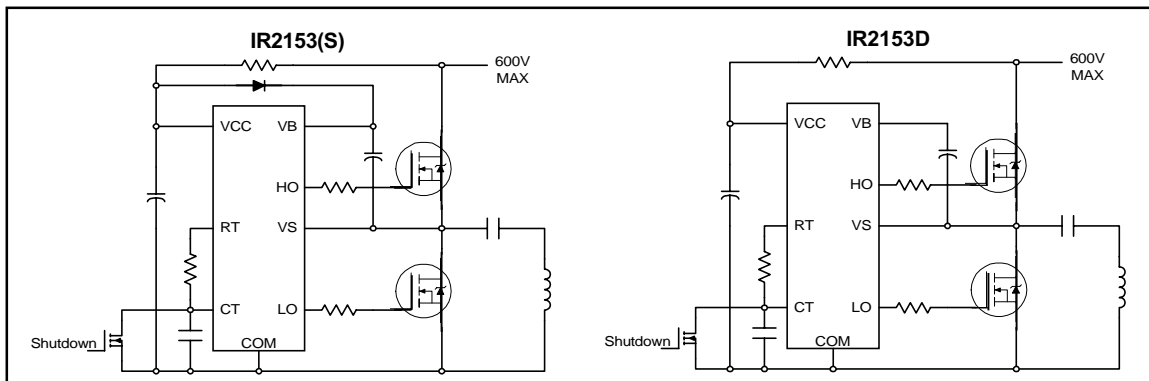 IR2153(S)
600V
MAX
VCC
VB
HO
RT
VS
CT
LO
COM
Shutdown
IR2153D
600V
MAX
VCC
VB
HO
RT
VS
CT
LO
COM
Shutdown